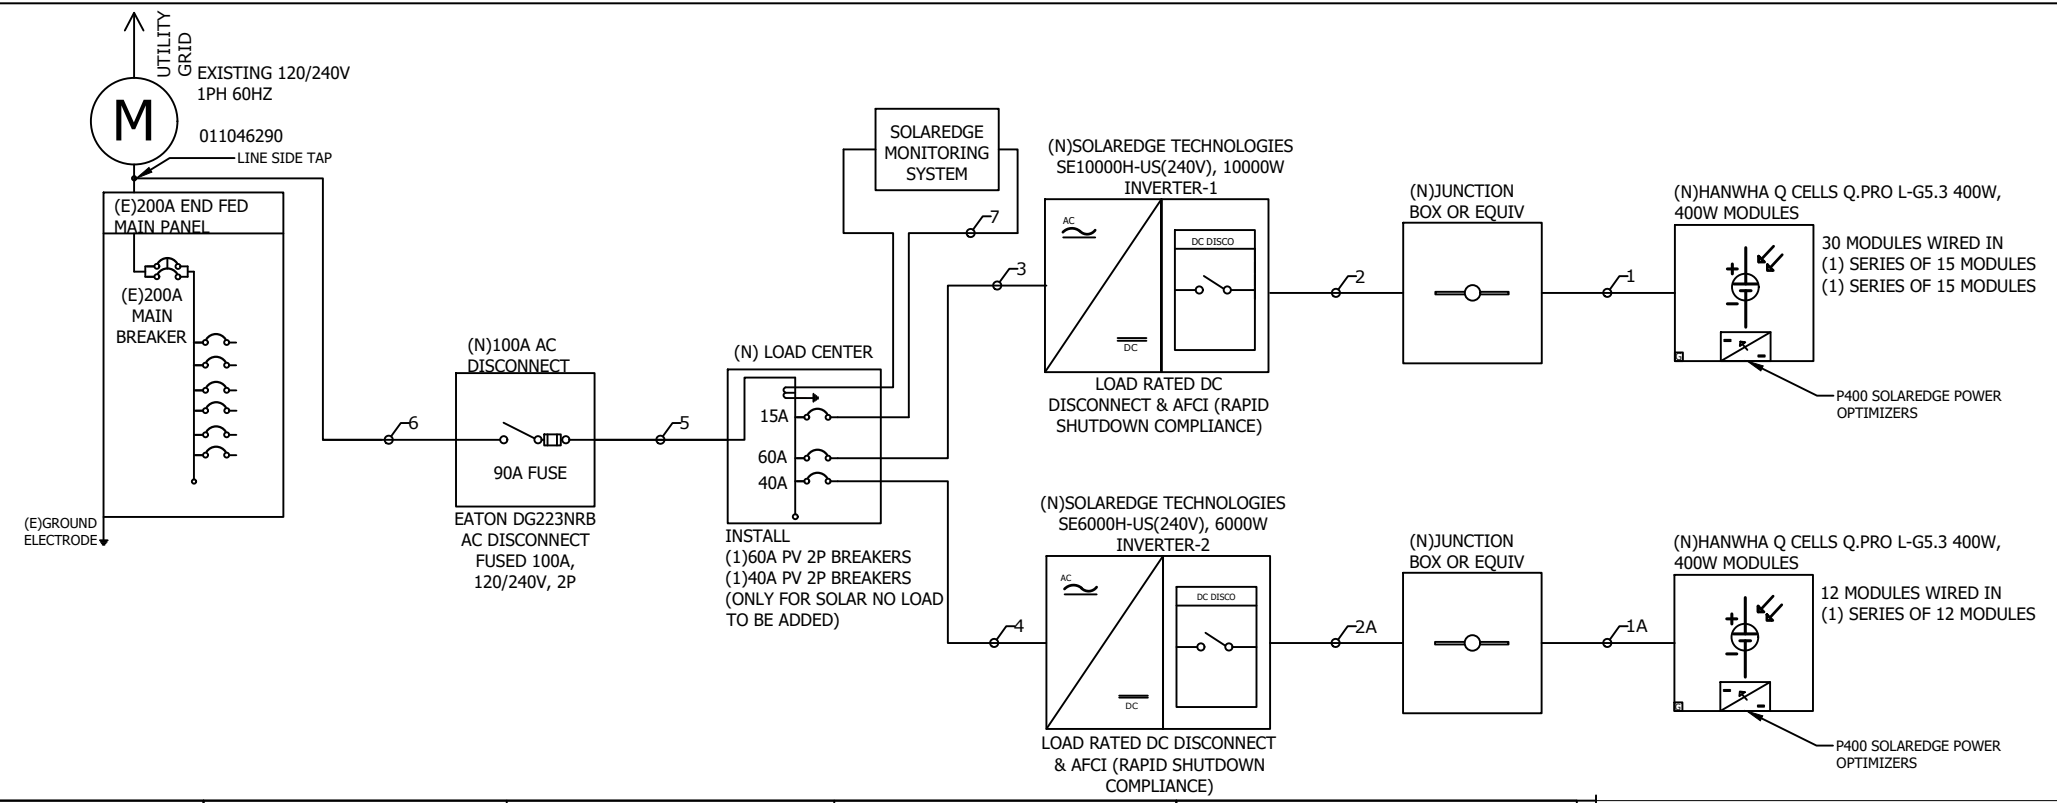 UTILITY
GRID
EXISTING 120/240V
1PH 60HZ
M
011046290
LINE SIDE TAP
(E)200A END FED
MAIN PANEL
(E)200A
MAIN
BREAKER
(E)GROUND
ELECTRODE
6
(N)100A AC
DISCONNECT
90A FUSE
EATON DG223NRB
AC DISCONNECT
FUSED 100A,
120/240V, 2P
5
(N) LOAD CENTER
15A
60A
40A
INSTALL
(1)60A PV 2P BREAKERS
(1)40A PV 2P BREAKERS
(ONLY FOR SOLAR NO LOAD
TO BE ADDED)
SOLAREDGE
MONITORING
SYSTEM
7
3
4
(N)SOLAREDGE TECHNOLOGIES
SE10000H-US(240V), 10000W
INVERTER-1
AC
DC DISCO
DC
LOAD RATED DC
DISCONNECT & AFCI (RAPID
SHUTDOWN COMPLIANCE)
2
(N)JUNCTION
BOX OR EQUIV
1
(N)HANWHA Q CELLS Q.PRO L-G5.3 400W,
400W MODULES
30 MODULES WIRED IN
(1) SERIES OF 15 MODULES
(1) SERIES OF 15 MODULES
G
P400 SOLAREDGE POWER
OPTIMIZERS
(N)SOLAREDGE TECHNOLOGIES
SE6000H-US(240V), 6000W
INVERTER-2
AC
DC DISCO
DC
LOAD RATED DC DISCONNECT
& AFCI (RAPID SHUTDOWN
COMPLIANCE)
2A
(N)JUNCTION
BOX OR EQUIV
1A
(N)HANWHA Q CELLS Q.PRO L-G5.3 400W,
400W MODULES
12 MODULES WIRED IN
(1) SERIES OF 12 MODULES
G
P400 SOLAREDGE POWER
OPTIMIZERS